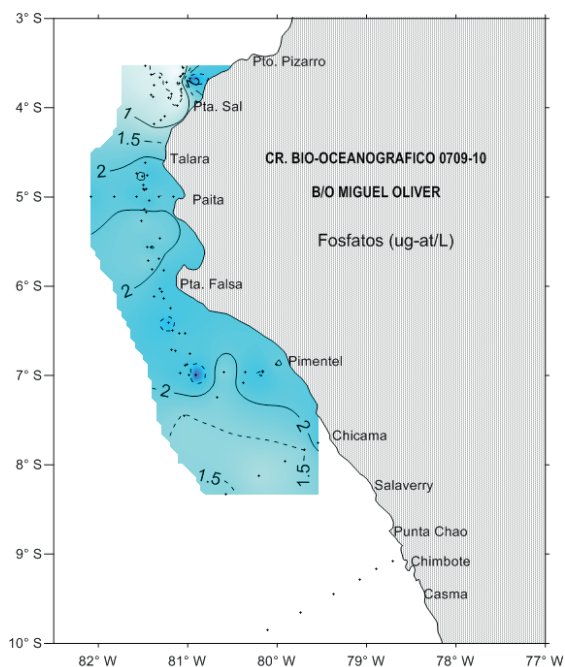 3° S
Pto. Pizarro
2
4° S
Pta. Sal
1
1.5
Talara
CR. BIO-OCEANOGRAFICO 0709-10
2
5° S
B/O MIGUEL OLIVER
Paita
Fosfatos (ug-at/L)
6° S
2
Pta. Falsa
Pimentel
7° S
2
2
Chicama
8° S
1.5
1.5
Salaverry
Punta Chao
9° S
Chimbote
Casma
10° S
82° W 81° W 80° W 79° W 78° W 77° W